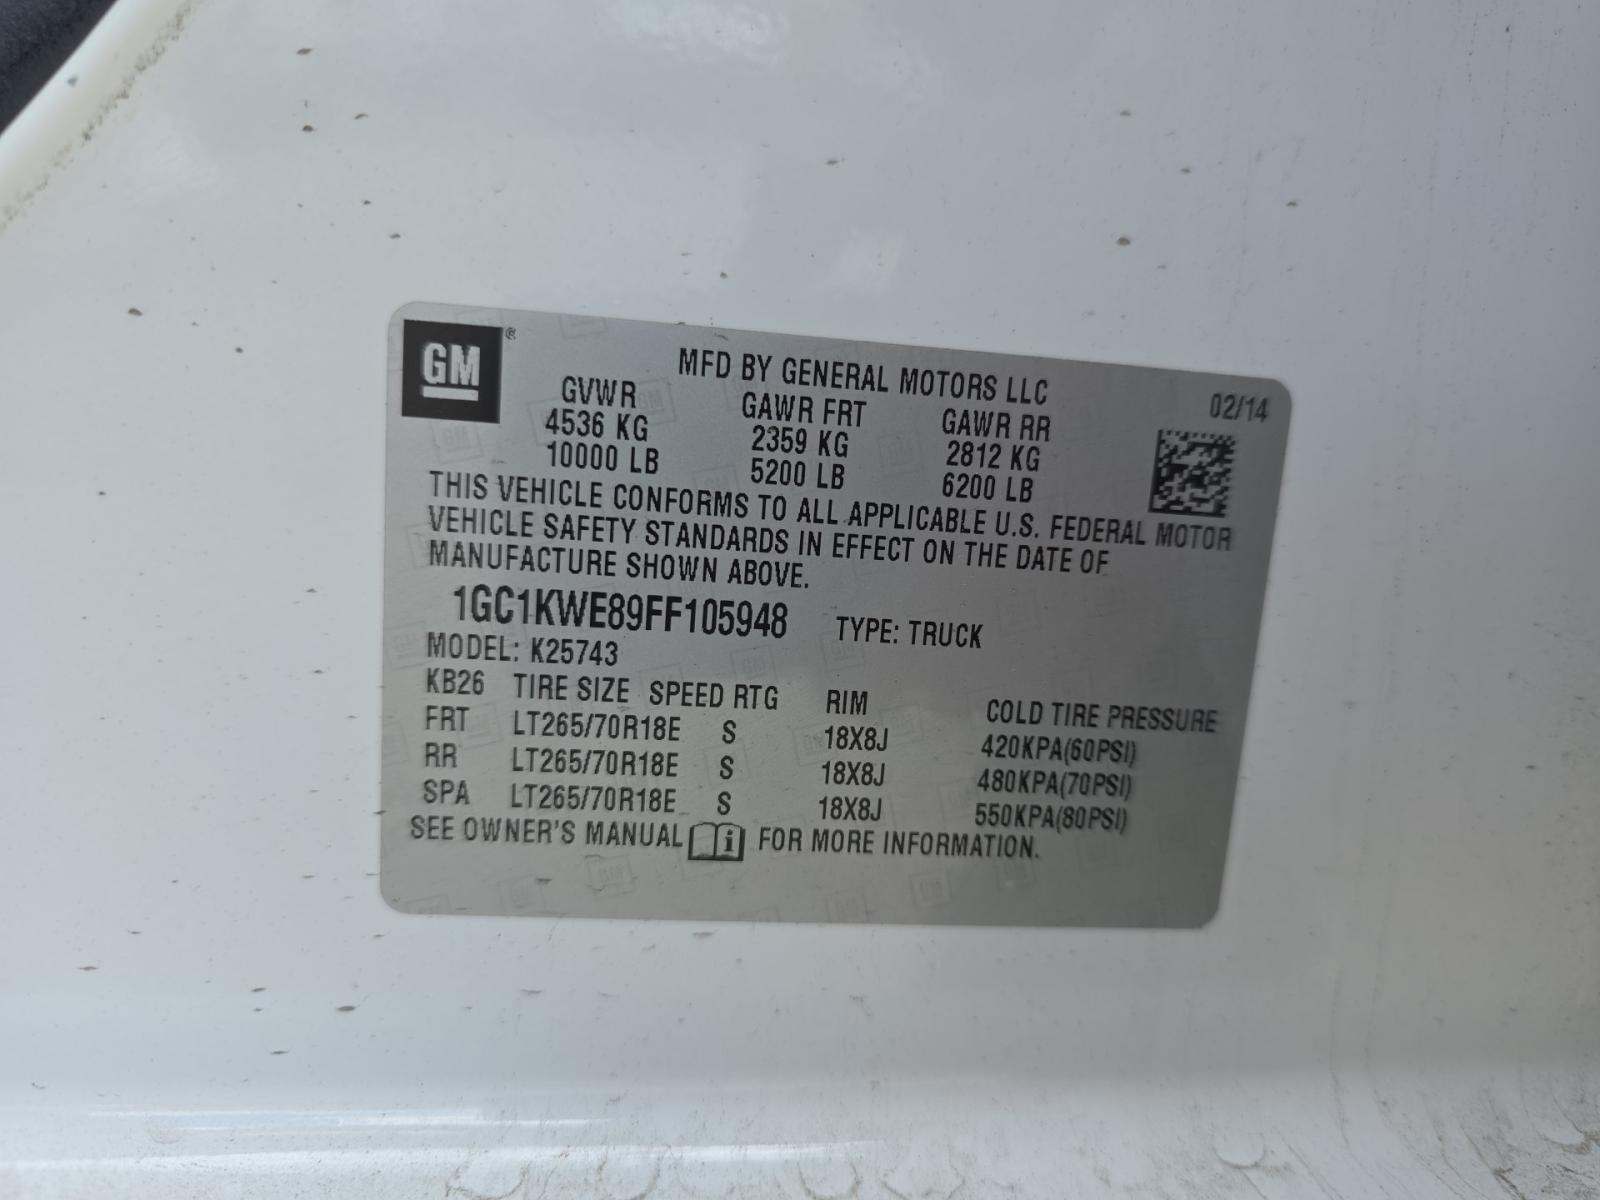 GM®
MFD BY GENERAL MOTORS LLC 02/14
GVWR GAWR FRT GAWR RR
4536 KG 2359 KG 2812 KG
10000 LB 5200 LB 6200 LB
THIS VEHICLE CONFORMS TO ALL APPLICABLE U.S. FEDERAL MOTOR
VEHICLE SAFETY STANDARDS IN EFFECT ON THE DATE OF
MANUFACTURE SHOWN ABOVE.
1GC1KWE89FF105948 TYPE: TRUCK
MODEL: K25743
KB26 TIRE SIZE SPEED RTG RIM COLD TIRE PRESSURE
FRT LT265/70R18E S 18X8J 420KPA(60PSI)
RR LT265/70R18E S 18X8J 480KPA(70PSI)
SPA LT265/70R18E S 18X8J 550KPA(80PSI)
SEE OWNER'S MANUAL i FOR MORE INFORMATION.